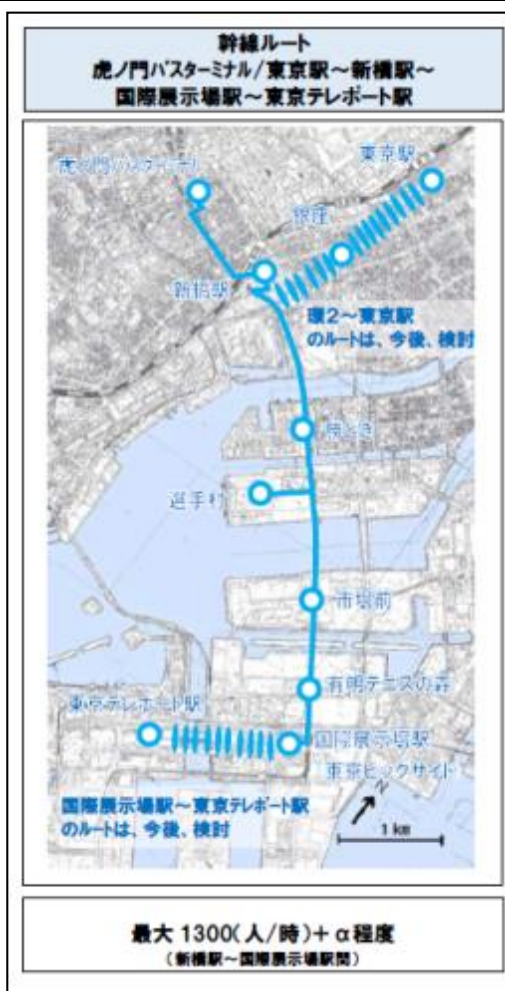 幹線ルート
虎ノ門バスターミナル/東京駅～新橋駅～
国際展示場駅～東京テレポート駅
東京駅
虎ノ門バスターミナル
銀座
新橋駅
環2～東京駅
のルートは、今後、検討
勝どき
選手村
市場前
有明テニスの森
東京テレポート駅
国際展示場駅
東京ビックサイト
国際展示場駅～東京テレポート駅
のルートは、今後、検討
N
1 km
最大 1300(人/時)+α程度
(新橋駅～国際展示場駅間)